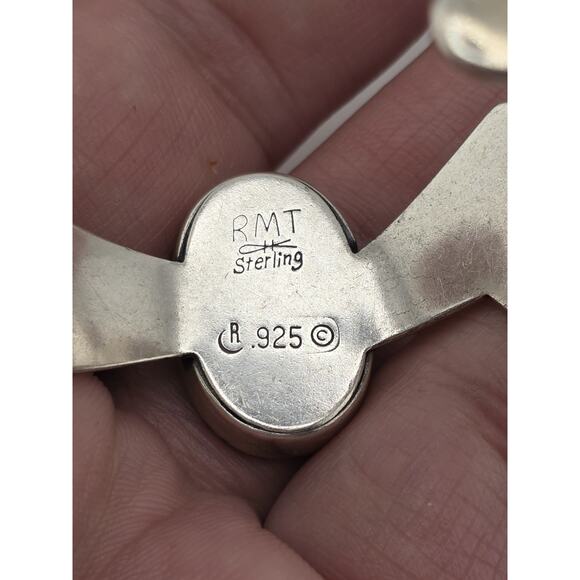 RMT
Sterling
R .925 ©